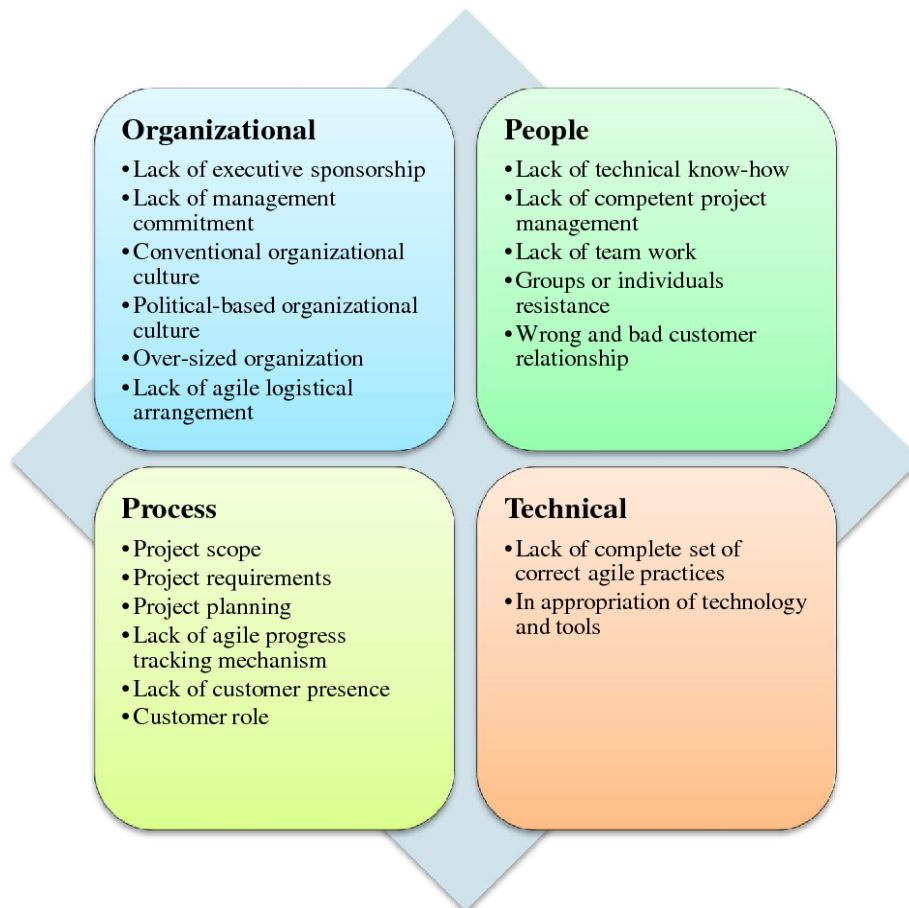 Organizational
•Lack of executive sponsorship
•Lack of management
commitment
•Conventional organizational
culture
•Political-based organizational
culture
•Over-sized organization
•Lack of agile logistical
arrangement
People
•Lack of technical know-how
•Lack of competent project
management
•Lack of team work
•Groups or individuals
resistance
•Wrong and bad customer
relationship
Process
•Project scope
•Project requirements
•Project planning
•Lack of agile progress
tracking mechanism
•Lack of customer presence
•Customer role
Technical
•Lack of complete set of
correct agile practices
•In appropriation of technology
and tools